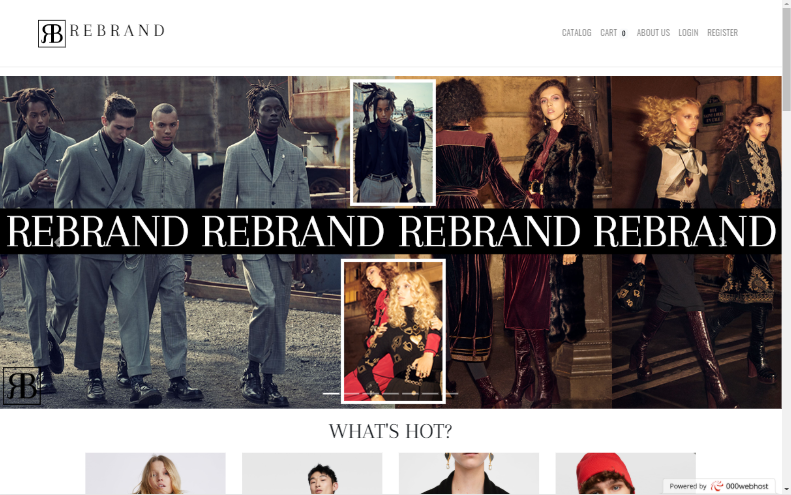 RB REBRAND
CATALOG CART 0 ABOUT US LOGIN REGISTER
REBRAND REBRAND REBRAND REBRAND
RB
WHAT'S HOT?
Powered by 000webhost